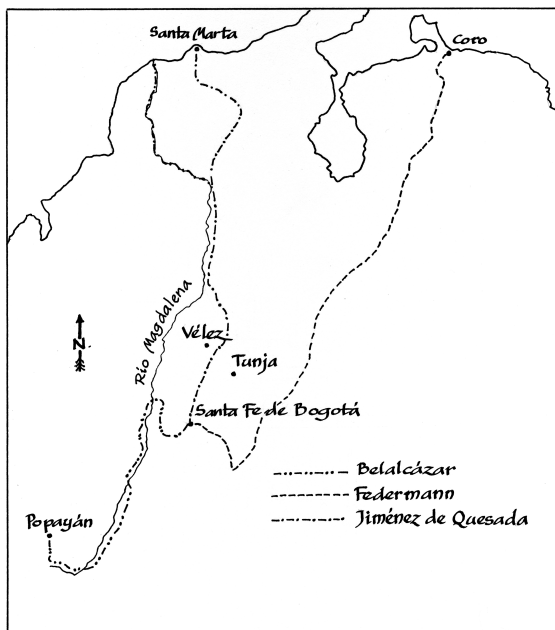 Santa Marta
Coro
Río Magdalena
N
Vélez
Tunja
Santa Fe de Bogotá
Popayán
Belalcázar
Federmann
Jiménez de Quesada